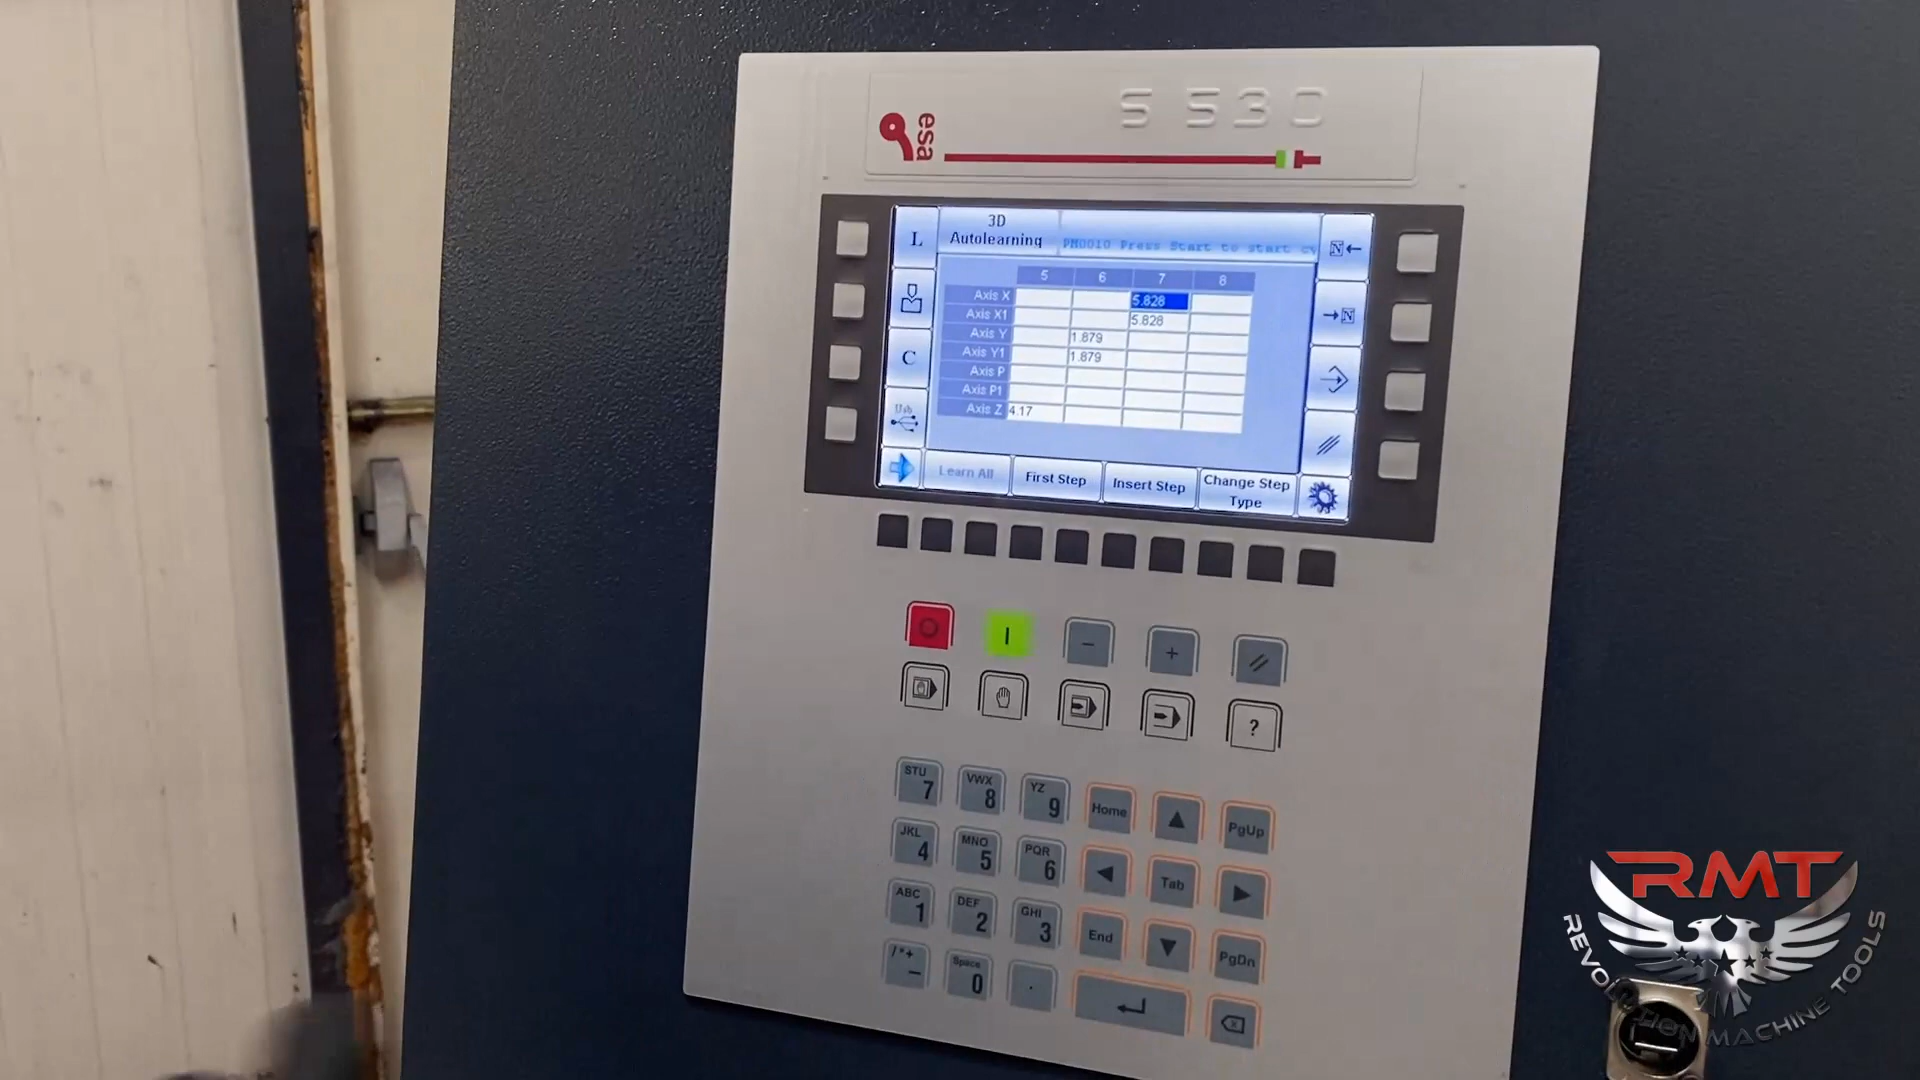 S 530
esa
L
3D
Autolearning
PM0010 Press Start to start cy
N
5 6 7 8
Axis X 5.828
Axis X1 5.828
Axis Y 1.879
Axis Y1 1.879
Axis P
Axis P1
Axis Z 4.17
N
C
Usb
Learn All
First Step
Insert Step
Change Step
Type
?
STU 7
VWX 8
YZ 9
Home
PgUp
JKL 4
MNO 5
PQR 6
Tab
ABC 1
DEF 2
GHI 3
End
PgDn
/*+ –
Space 0
.
RMT
REVOLUTION MACHINE TOOLS